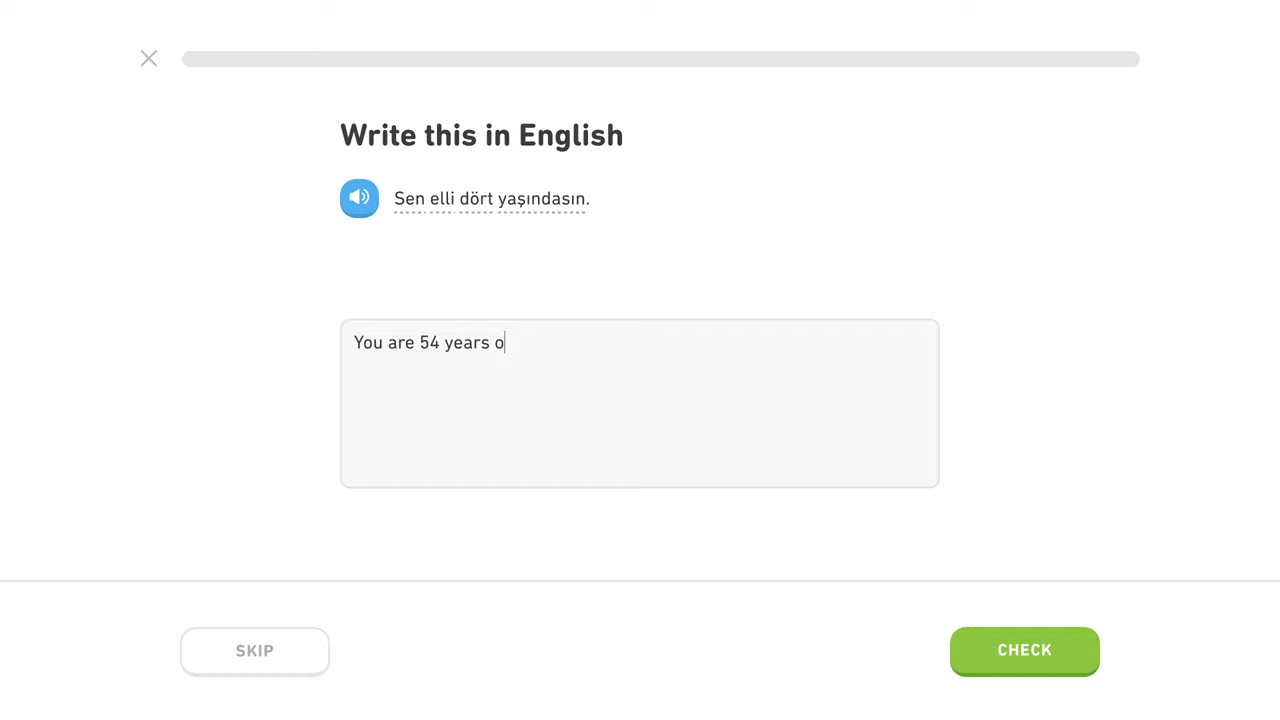 Write this in English
Sen elli dört yaşındasın.
You are 54 years o
SKIP
CHECK